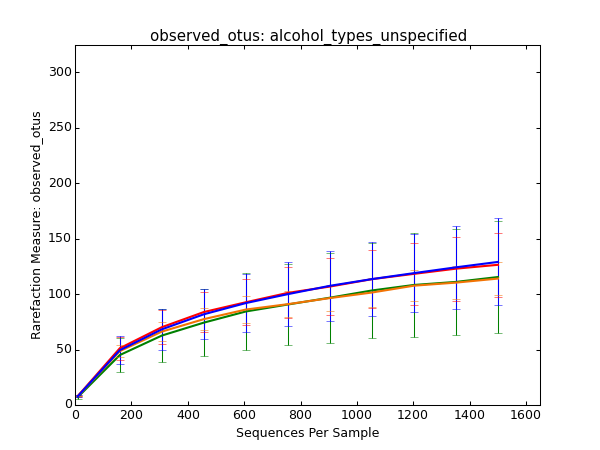 observed_otus: alcohol_types_unspecified
Rarefaction Measure: observed_otus
300
250
200
150
100
50
0
0 200 400 600 800 1000 1200 1400 1600
Sequences Per Sample